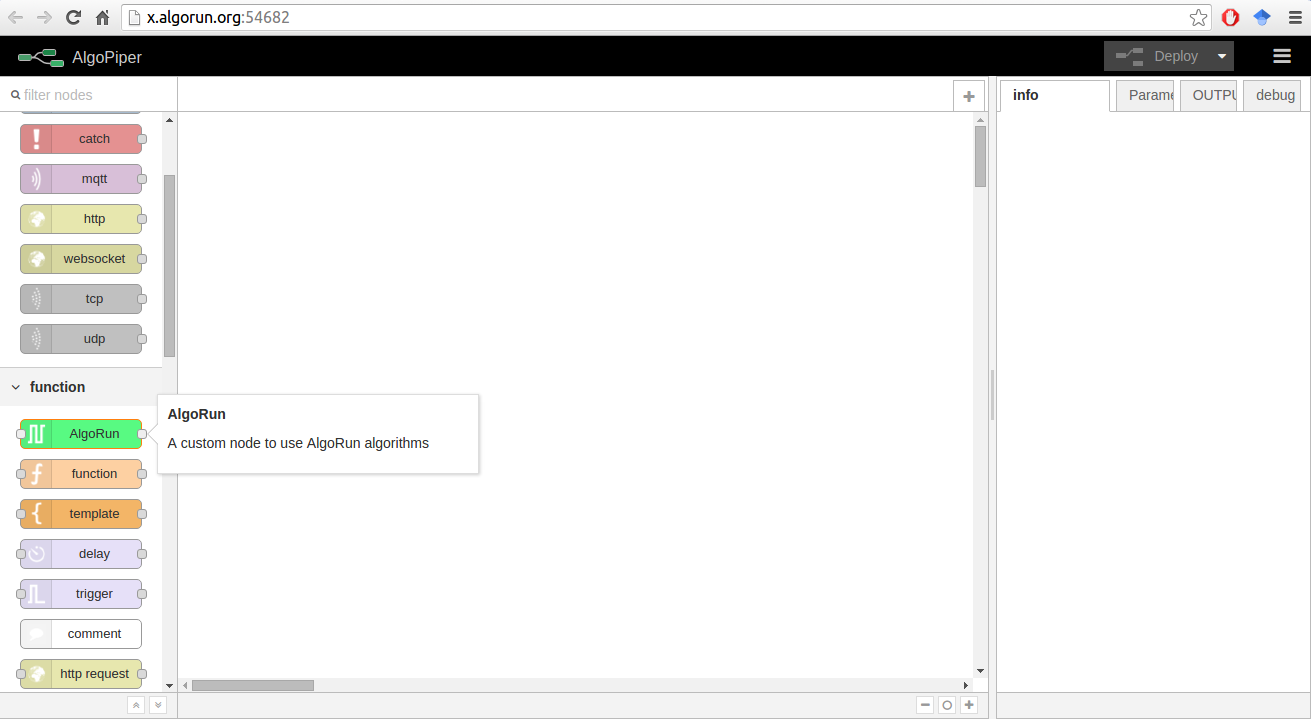 x.algorun.org:54682
AlgoPiper
Deploy
filter nodes
info
Parame
OUTPU
debug
catch
mqtt
http
websocket
tcp
udp
function
AlgoRun
AlgoRun
A custom node to use AlgoRun algorithms
function
template
delay
trigger
comment
http request